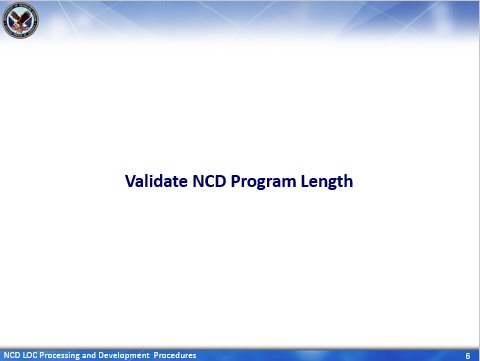 Validate NCD Program Length
NCD LOC Processing and Development Procedures
6